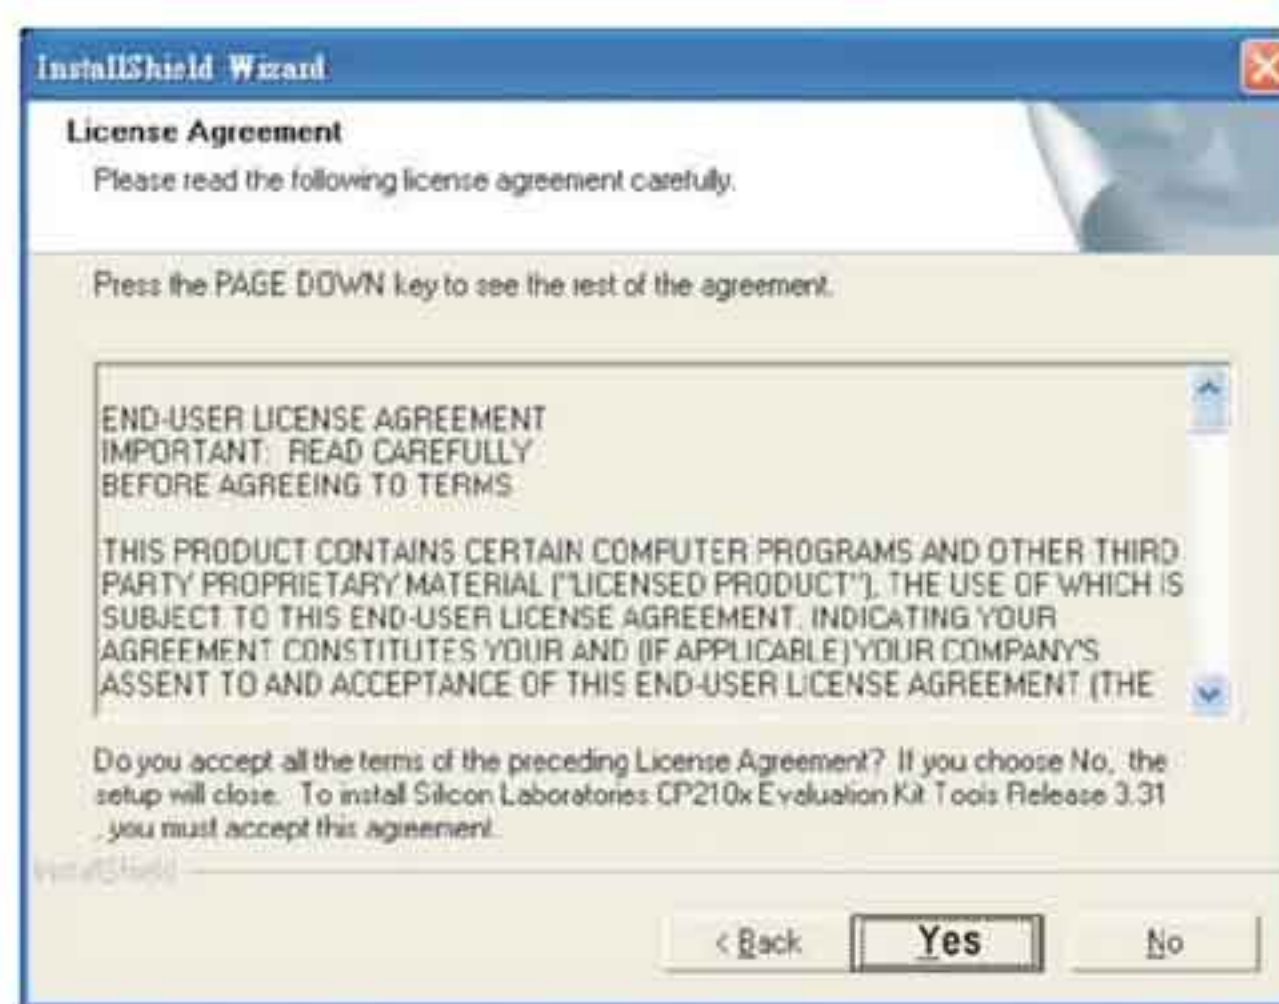 InstallShield Wizard
License Agreement
Please read the following license agreement carefully.
Press the PAGE DOWN key to see the rest of the agreement.
END-USER LICENSE AGREEMENT
IMPORTANT:  READ CAREFULLY
BEFORE AGREEING TO TERMS
THIS PRODUCT CONTAINS CERTAIN COMPUTER PROGRAMS AND OTHER THIRD
PARTY PROPRIETARY MATERIAL ("LICENSED PRODUCT"), THE USE OF WHICH IS
SUBJECT TO THIS END-USER LICENSE AGREEMENT. INDICATING YOUR
AGREEMENT CONSTITUTES YOUR AND (IF APPLICABLE) YOUR COMPANY'S
ASSENT TO AND ACCEPTANCE OF THIS END-USER LICENSE AGREEMENT (THE
Do you accept all the terms of the preceding License Agreement?  If you choose No,  the
setup will close.  To install Silicon Laboratories CP210x Evaluation Kit Tools Release 3.31
, you must accept this agreement.
InstallShield
< Back
Yes
No